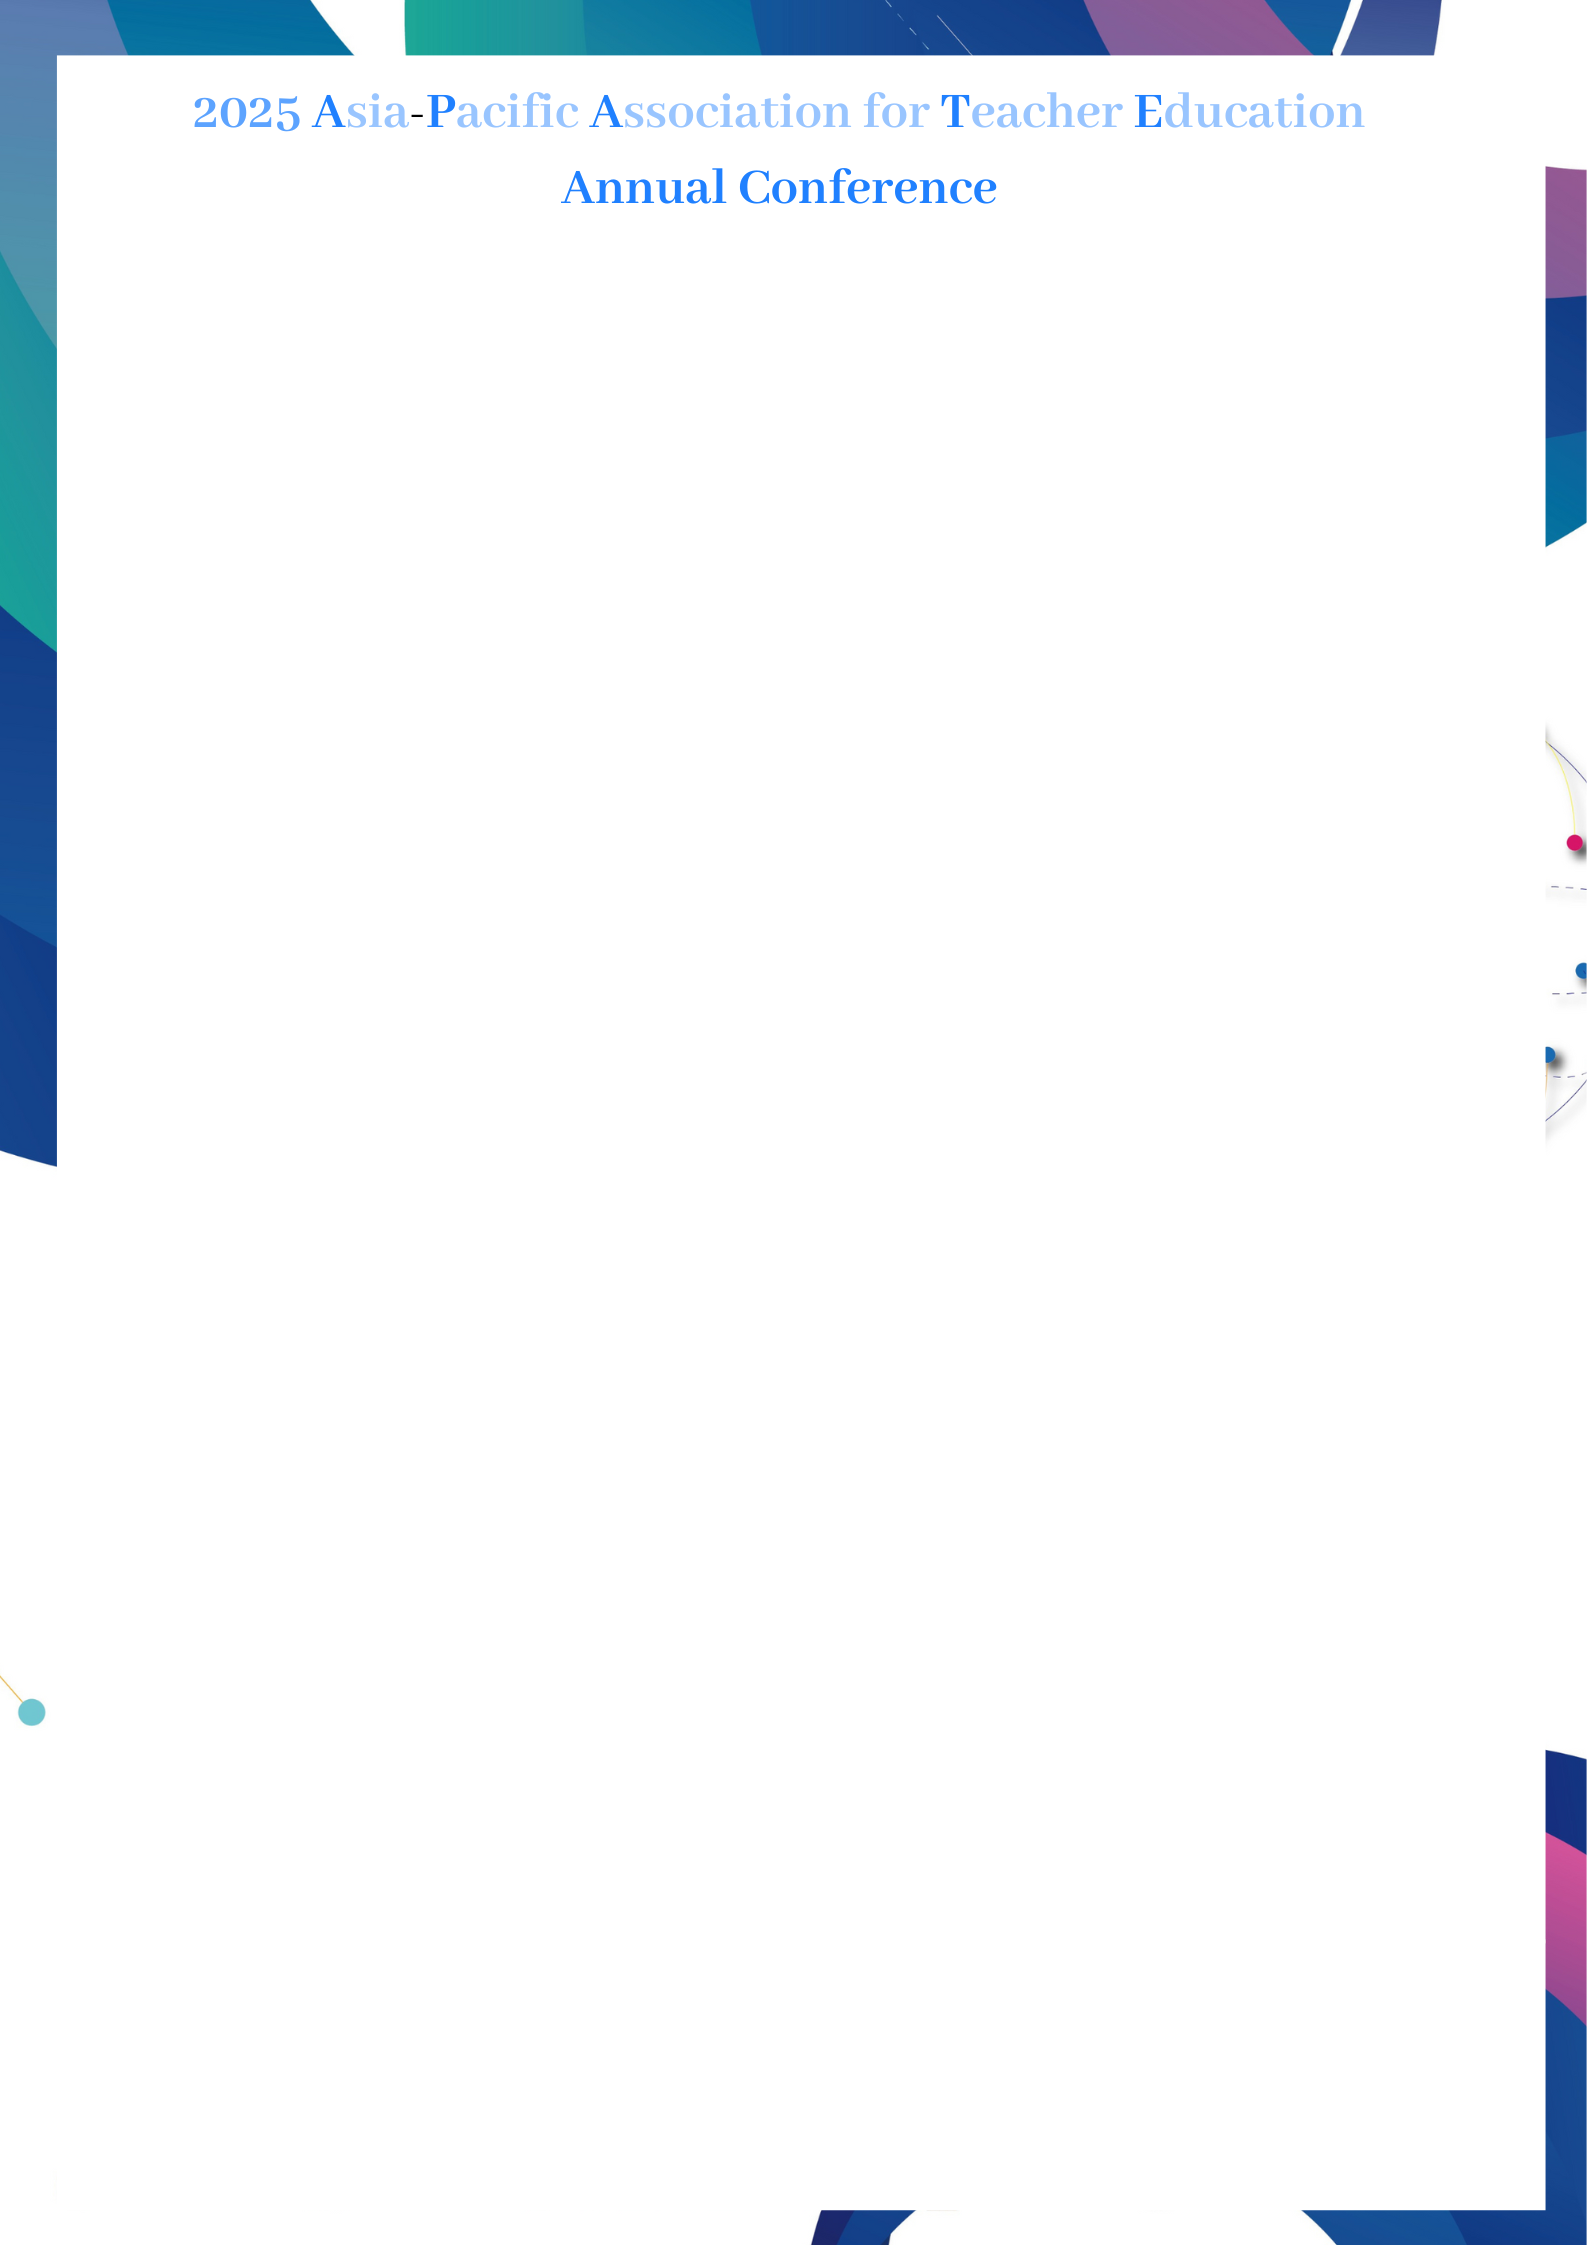 2025 Asia-Pacific Association for Teacher Education
Annual Conference